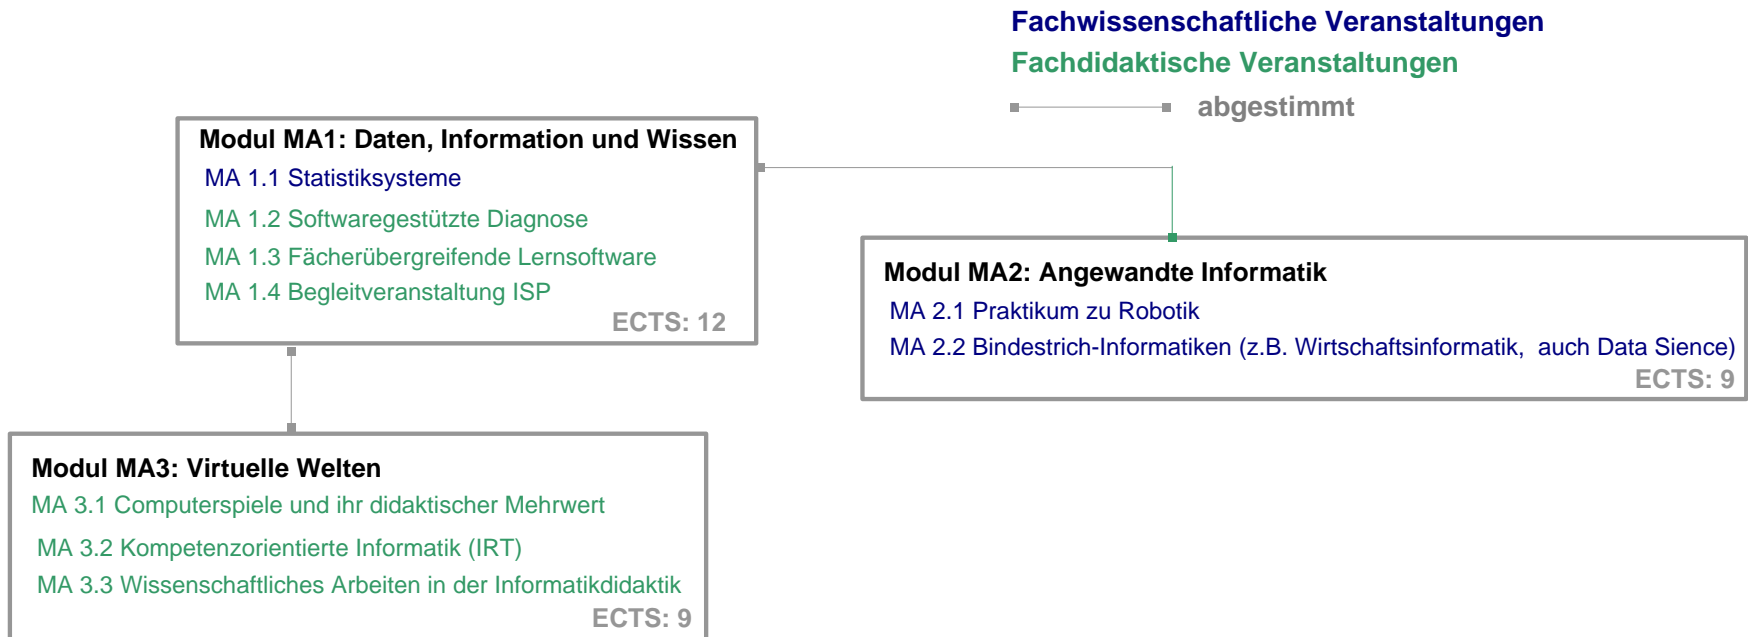 Fachwissenschaftliche Veranstaltungen
Fachdidaktische Veranstaltungen
abgestimmt
Modul MA1: Daten, Information und Wissen
MA 1.1 Statistiksysteme
MA 1.2 Softwaregestützte Diagnose
MA 1.3 Fächerübergreifende Lernsoftware
MA 1.4 Begleitveranstaltung ISP
ECTS: 12
Modul MA2: Angewandte Informatik
MA 2.1 Praktikum zu Robotik
MA 2.2 Bindestrich-Informatiken (z.B. Wirtschaftsinformatik, auch Data Sience)
ECTS: 9
Modul MA3: Virtuelle Welten
MA 3.1 Computerspiele und ihr didaktischer Mehrwert
MA 3.2 Kompetenzorientierte Informatik (IRT)
MA 3.3 Wissenschaftliches Arbeiten in der Informatikdidaktik
ECTS: 9